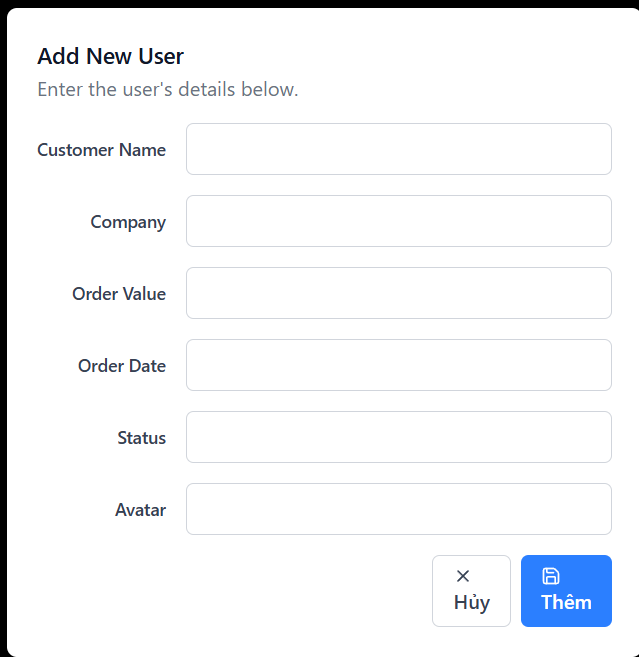 Add New User
Enter the user's details below.
Customer Name
Company
Order Value
Order Date
Status
Avatar
Hủy
Thêm